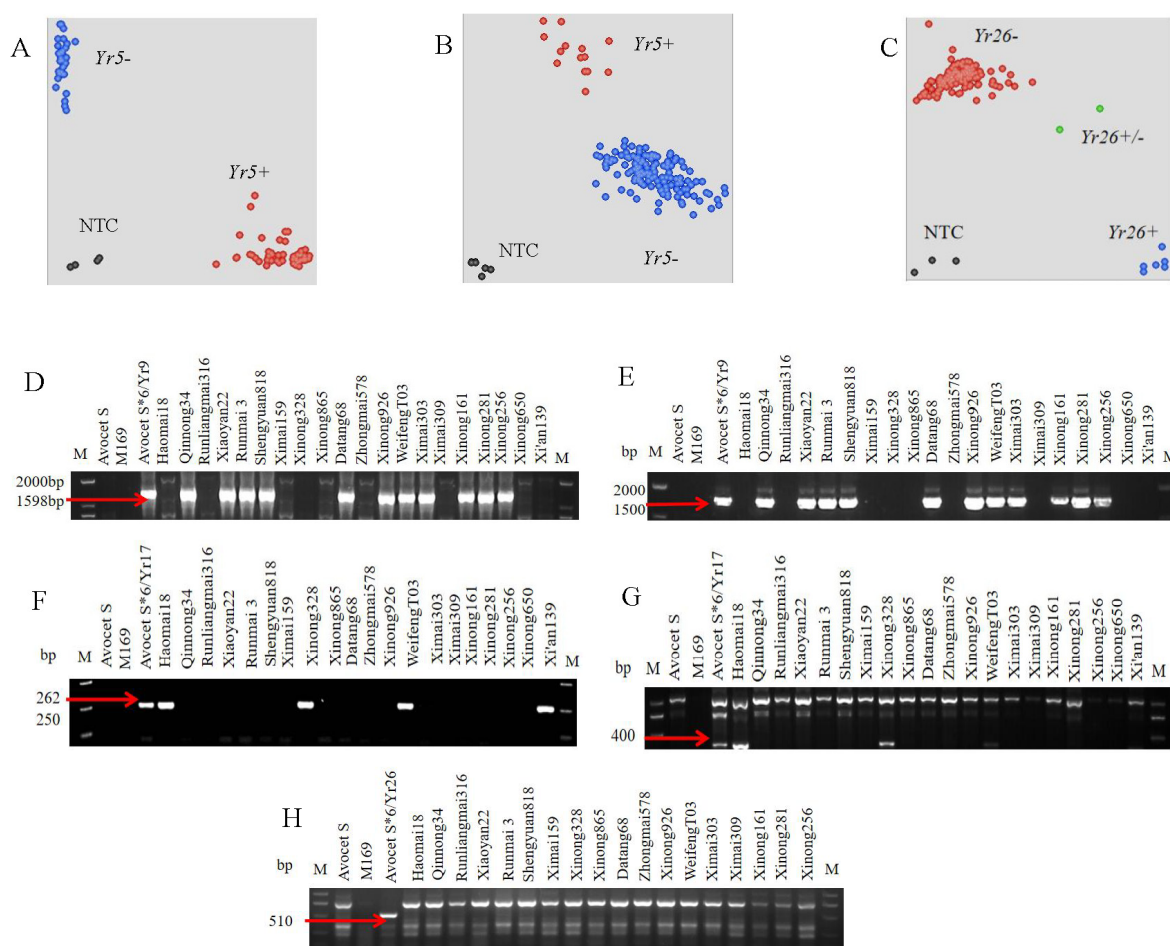 A
Yr5-
Yr5+
NTC
B
Yr5+
NTC
Yr5-
C
Yr26-
Yr26+/-
NTC
Yr26+
D
M
Avocet S
M169
Avocet S*6/Yr9
Haomai18
Qinnong34
Runliangmai316
Xiaoyan22
Runmai 3
Shengyuan818
Ximai159
Xinong328
Xinong865
Datang68
Zhongmai578
Xinong926
WeifengT03
Ximai303
Ximai309
Xinong161
Xinong281
Xinong256
Xinong650
Xi'an139
M
2000bp
1598bp
E
bp
M
Avocet S
M169
Avocet S*6/Yr9
Haomai18
Qinnong34
Runliangmai316
Xiaoyan22
Runmai 3
Shengyuan818
Ximai159
Xinong328
Xinong865
Datang68
Zhongmai578
Xinong926
WeifengT03
Ximai303
Ximai309
Xinong161
Xinong281
Xinong256
Xinong650
Xi'an139
M
2000
1500
F
bp
M
Avocet S
M169
Avocet S*6/Yr17
Haomai18
Qinnong34
Runliangmai316
Xiaoyan22
Runmai 3
Shengyuan818
Ximai159
Xinong328
Xinong865
Datang68
Zhongmai578
Xinong926
WeifengT03
Ximai303
Ximai309
Xinong161
Xinong281
Xinong256
Xinong650
Xi'an139
M
262
250
G
bp
M
Avocet S
M169
Avocet S*6/Yr17
Haomai18
Qinnong34
Runliangmai316
Xiaoyan22
Runmai 3
Shengyuan818
Ximai159
Xinong328
Xinong865
Datang68
Zhongmai578
Xinong926
WeifengT03
Ximai303
Ximai309
Xinong161
Xinong281
Xinong256
Xinong650
Xi'an139
M
400
H
bp
M
Avocet S
M169
Avocet S*6/Yr26
Haomai18
Qinnong34
Runliangmai316
Xiaoyan22
Runmai 3
Shengyuan818
Ximai159
Xinong328
Xinong865
Datang68
Zhongmai578
Xinong926
WeifengT03
Ximai303
Ximai309
Xinong161
Xinong281
Xinong256
M
510